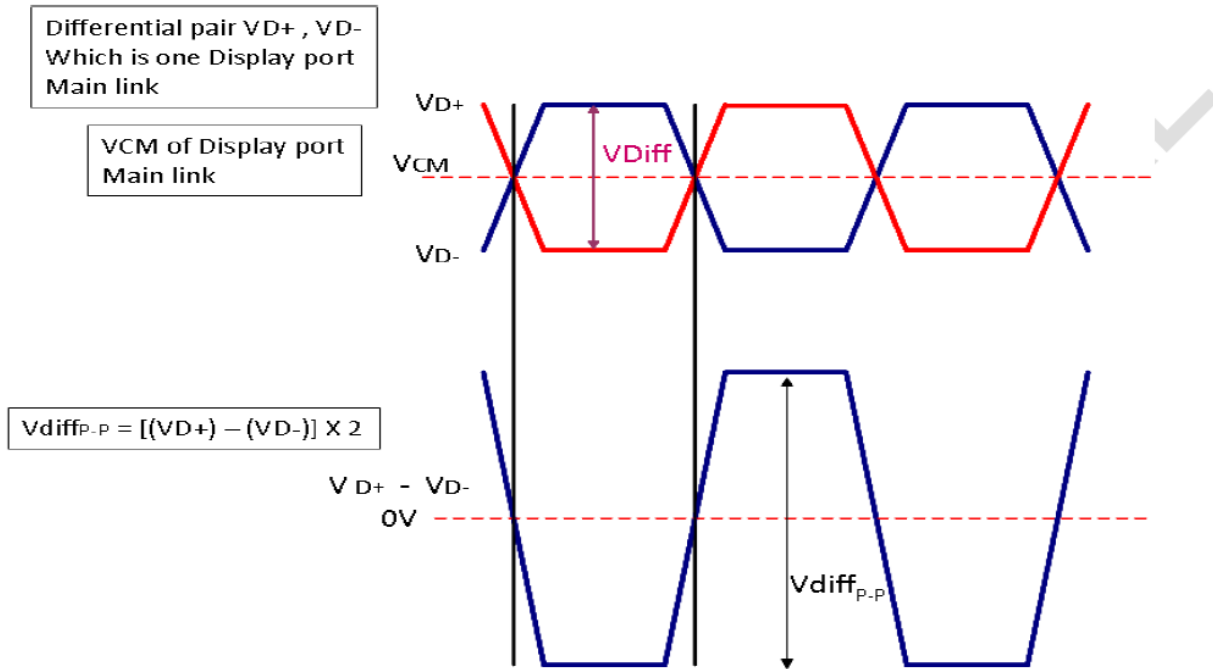 Differential pair VD+ , VD-
Which is one Display port
Main link
VCM of Display port
Main link
VD+
VDiff
VCM
VD-
VdiffP-P = [(VD+) – (VD-)] X 2
V D+ - VD-
0V
VdiffP-P